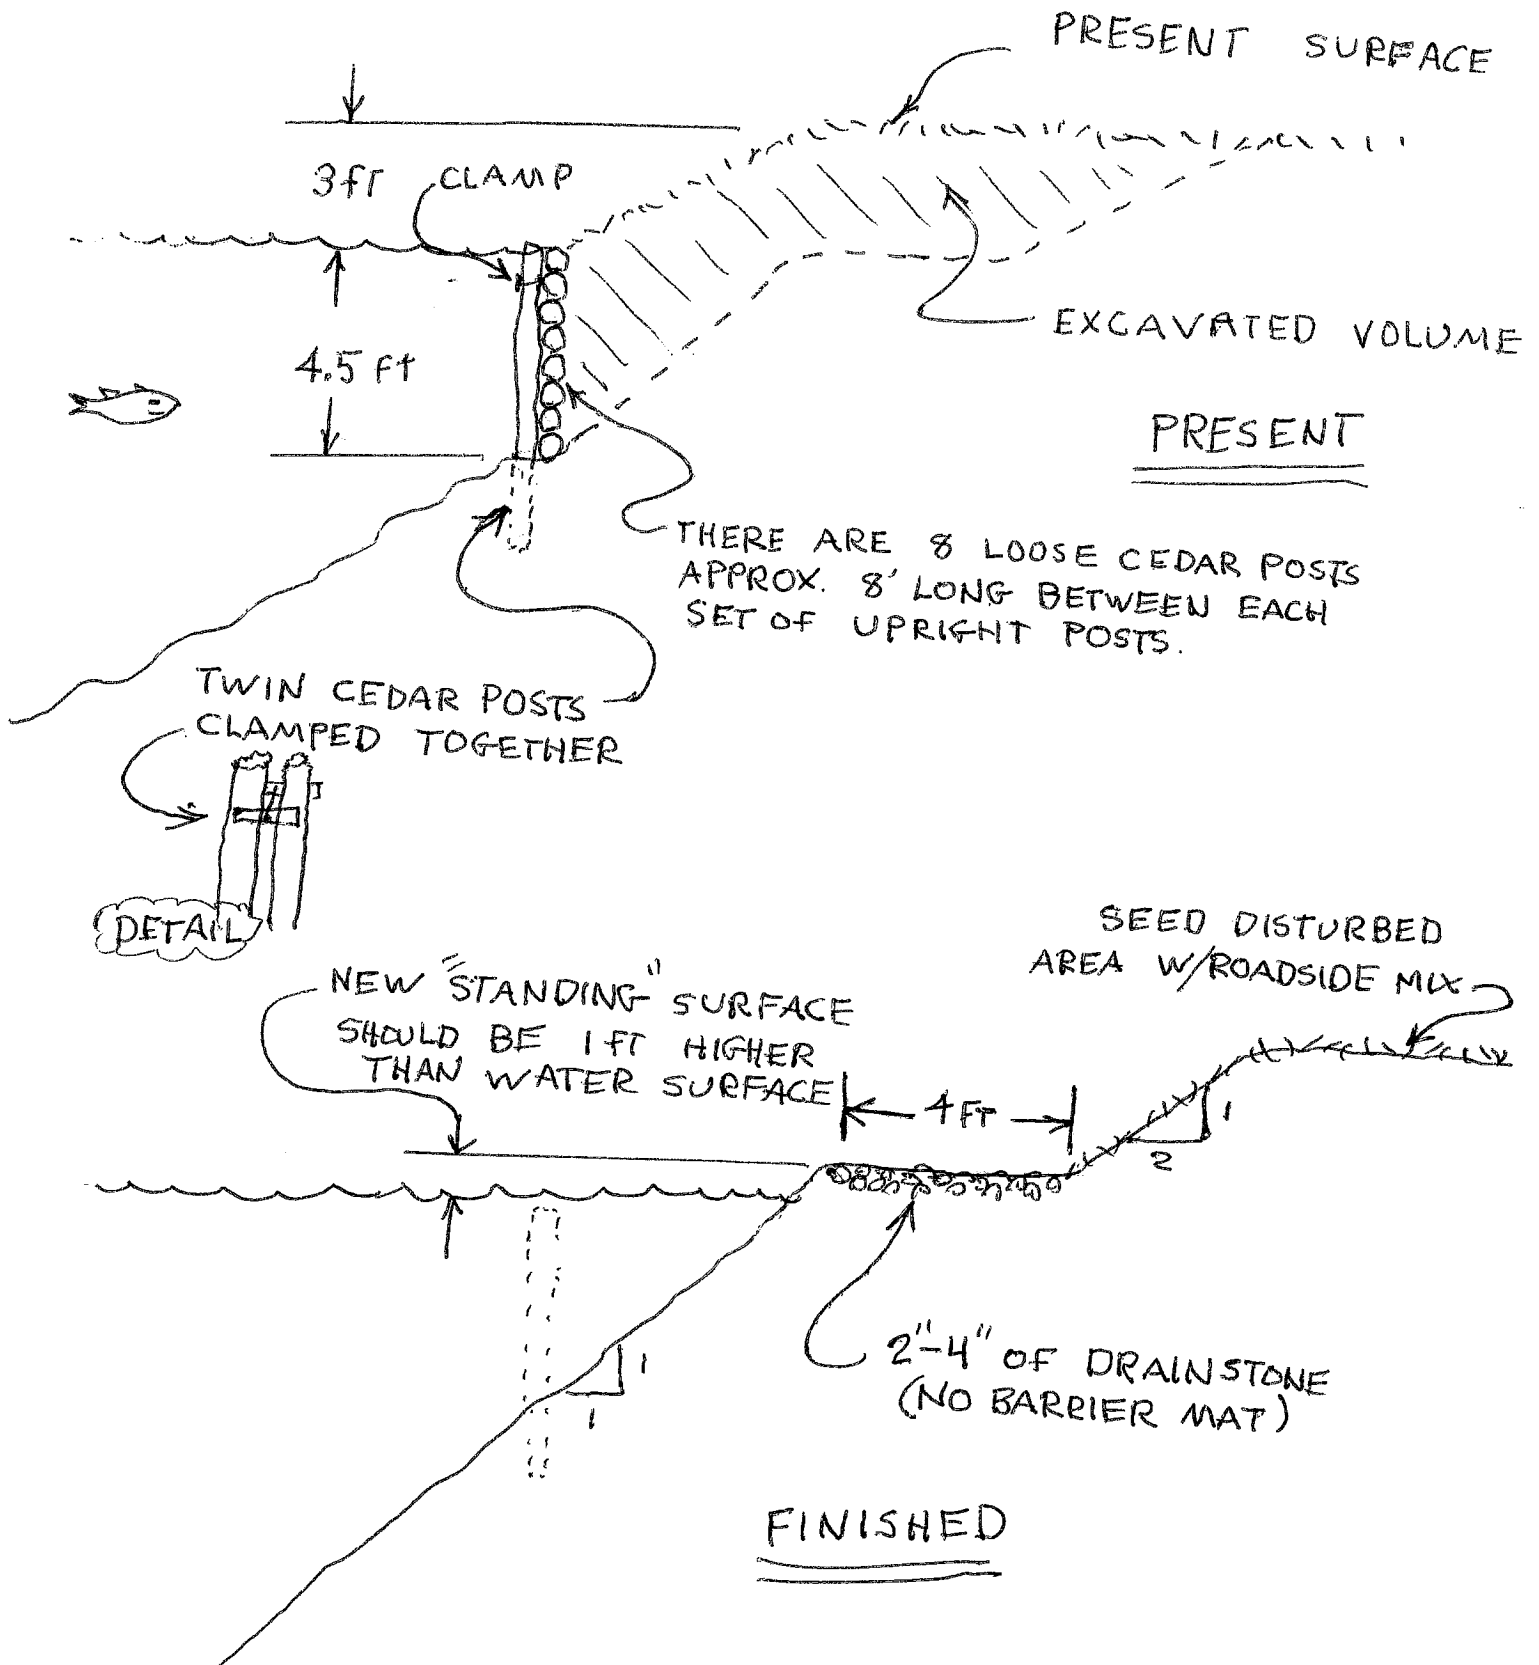 PRESENT SURFACE
3ft
CLAMP
EXCAVATED VOLUME
4.5 ft
PRESENT
THERE ARE 8 LOOSE CEDAR POSTS
APPROX. 8' LONG BETWEEN EACH
SET OF UPRIGHT POSTS.
TWIN CEDAR POSTS
CLAMPED TOGETHER
DETAIL
SEED DISTURBED
AREA W/ROADSIDE MIX
NEW "STANDING" SURFACE
SHOULD BE 1 FT HIGHER
THAN WATER SURFACE
4 FT
1
2
2"-4" OF DRAINSTONE
(NO BARRIER MAT)
1
1
FINISHED